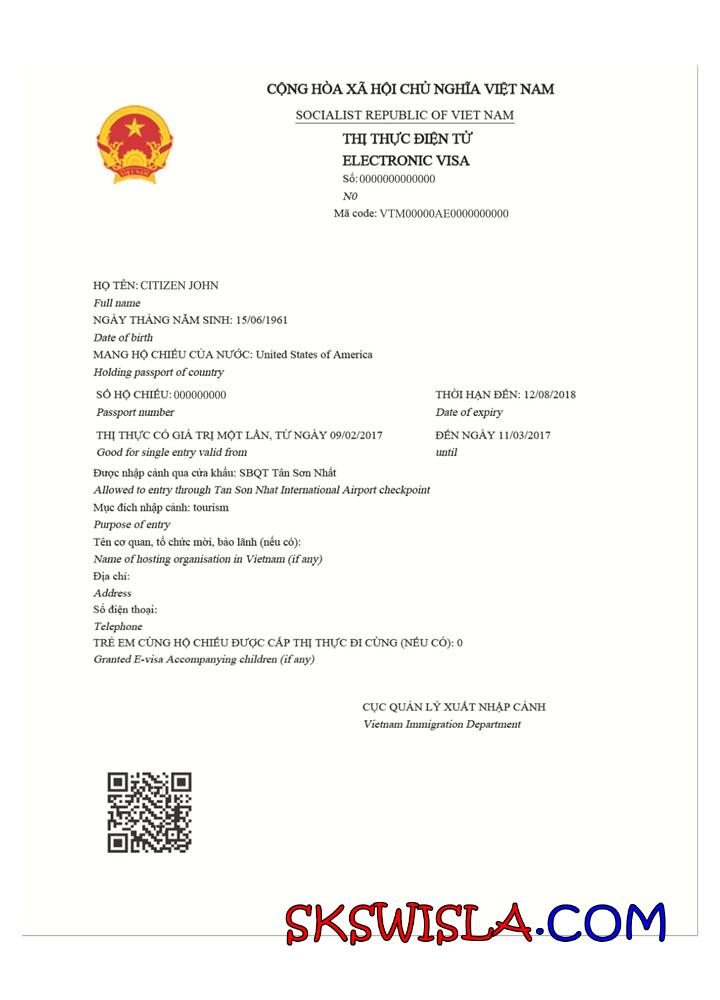 CỘNG HÒA XÃ HỘI CHỦ NGHĨA VIỆT NAM
SOCIALIST REPUBLIC OF VIET NAM
THỊ THỰC ĐIỆN TỬ
ELECTRONIC VISA
Số: 0000000000000
N0
Mã code: VTM00000AE0000000000
VIỆT NAM
HỌ TÊN: CITIZEN JOHN
Full name
NGÀY THÁNG NĂM SINH: 15/06/1961
Date of birth
MANG HỘ CHIẾU CỦA NƯỚC: United States of America
Holding passport of country
SỐ HỘ CHIẾU: 000000000 THỜI HẠN ĐẾN: 12/08/2018
Passport number Date of expiry
THỊ THỰC CÓ GIÁ TRỊ MỘT LẦN, TỪ NGÀY 09/02/2017 ĐẾN NGÀY 11/03/2017
Good for single entry valid from until
Được nhập cảnh qua cửa khẩu: SBQT Tân Sơn Nhất
Allowed to entry through Tan Son Nhat International Airport checkpoint
Mục đích nhập cảnh: tourism
Purpose of entry
Tên cơ quan, tổ chức mời, bảo lãnh (nếu có):
Name of hosting organisation in Vietnam (if any)
Địa chỉ:
Address
Số điện thoại:
Telephone
TRẺ EM CÙNG HỘ CHIẾU ĐƯỢC CẤP THỊ THỰC ĐI CÙNG (NẾU CÓ): 0
Granted E-visa Accompanying children (if any)
CỤC QUẢN LÝ XUẤT NHẬP CẢNH
Vietnam Immigration Department
SKSWISLA.COM